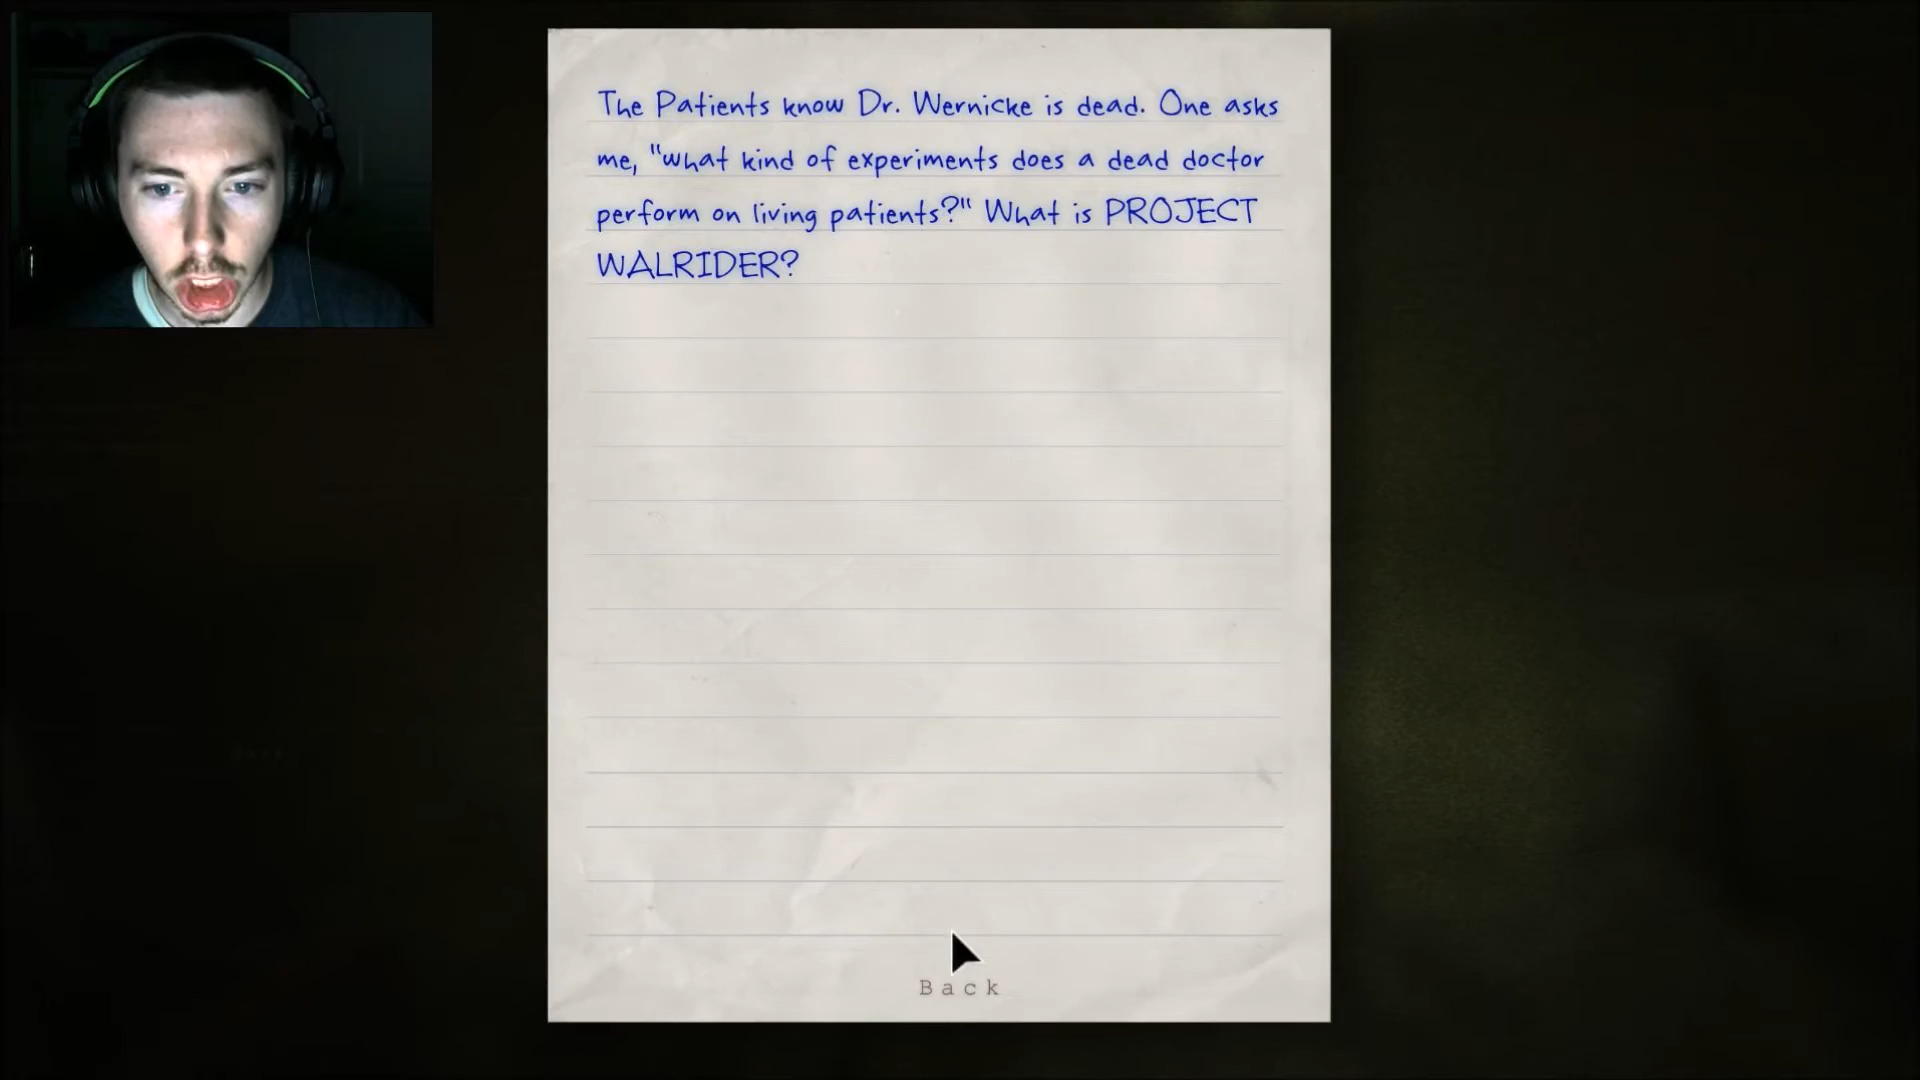 The Patients know Dr. Wernicke is dead. One asks
me, "what kind of experiments does a dead doctor
perform on living patients?" What is PROJECT
WALRIDER?
Back